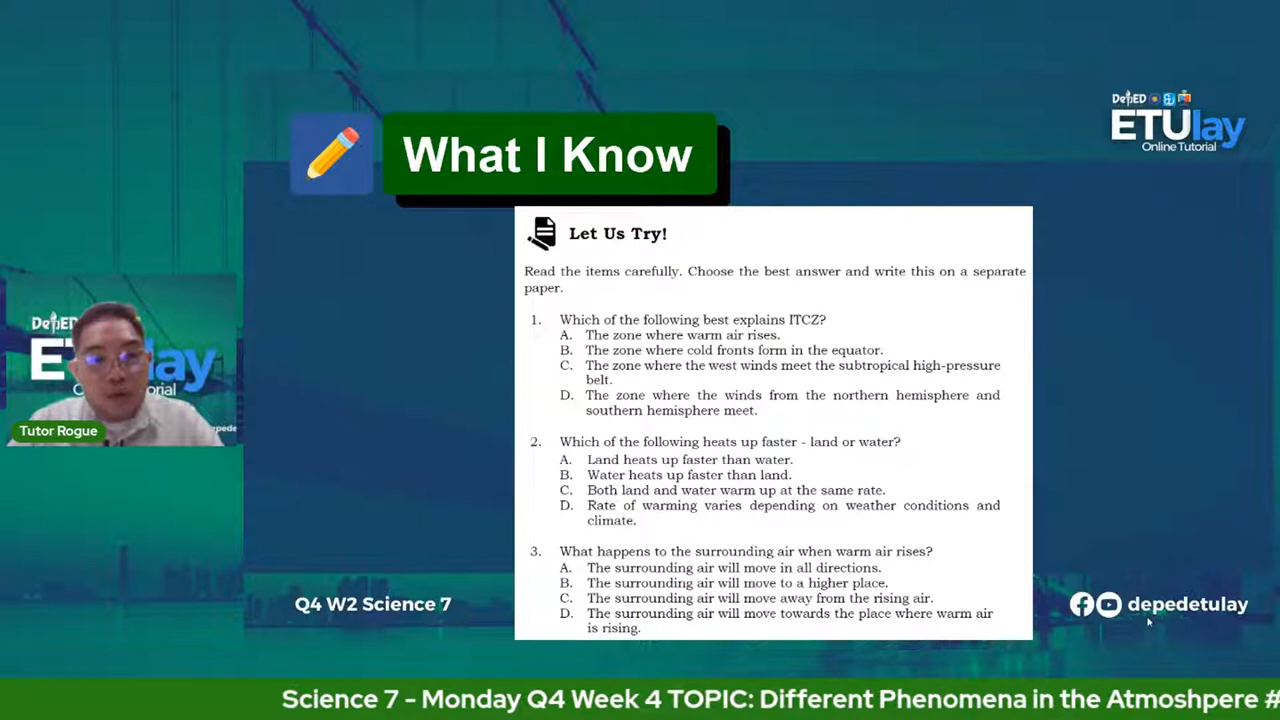 DepED
ETUlay
Online Tutorial
What I Know
Let Us Try!
Read the items carefully. Choose the best answer and write this on a separate
paper.
1. Which of the following best explains ITCZ?
A. The zone where warm air rises.
B. The zone where cold fronts form in the equator.
C. The zone where the west winds meet the subtropical high-pressure
belt.
D. The zone where the winds from the northern hemisphere and
southern hemisphere meet.
2. Which of the following heats up faster - land or water?
A. Land heats up faster than water.
B. Water heats up faster than land.
C. Both land and water warm up at the same rate.
D. Rate of warming varies depending on weather conditions and
climate.
3. What happens to the surrounding air when warm air rises?
A. The surrounding air will move in all directions.
B. The surrounding air will move to a higher place.
C. The surrounding air will move away from the rising air.
D. The surrounding air will move towards the place where warm air
is rising.
Tutor Rogue
Q4 W2 Science 7
depedetulay
Science 7 - Monday Q4 Week 4 TOPIC: Different Phenomena in the Atmoshpere #